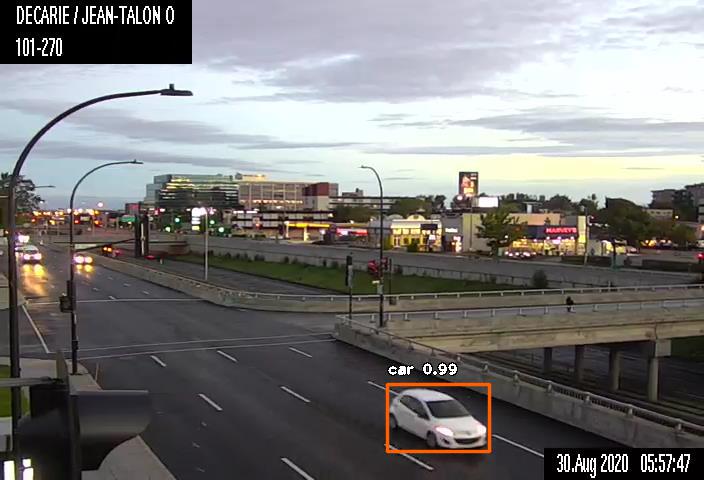 DECARIE / JEAN-TALON O
101-270
HARVEY'S
car 0.99
30.Aug 2020 05:57:47